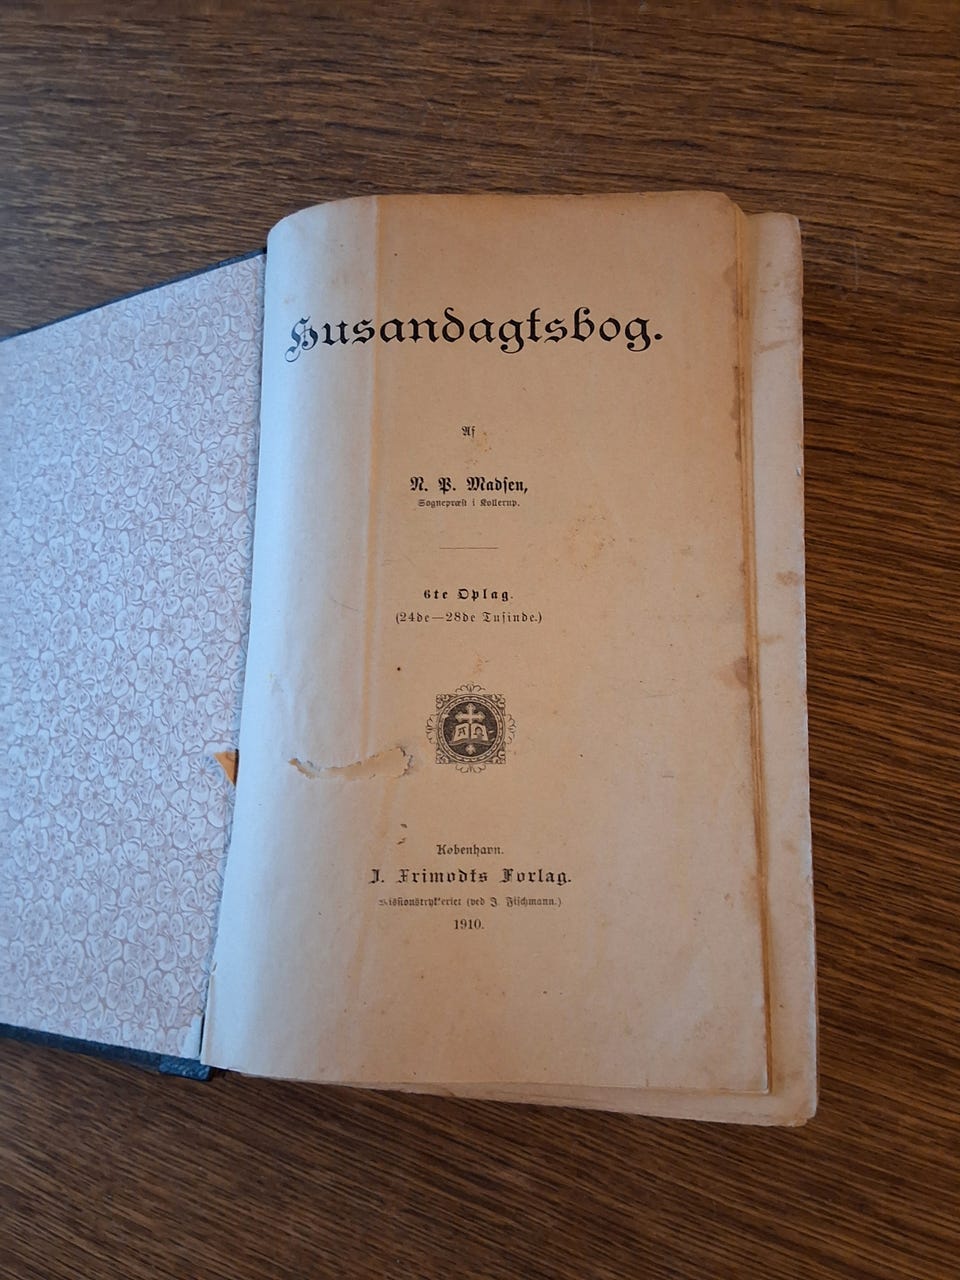 Husandagtsbog.
Af
N. P. Madsen,
Sognepræst i Kollerup.
6te Oplag.
(24de—28de Tusinde.)
København.
J. Frimodts Forlag.
Missionstrykkeriet (ved J. Fischmann.)
1910.